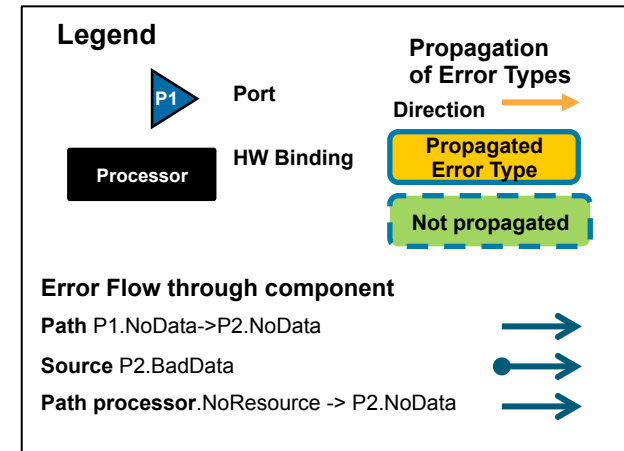 Legend
P1
Port
Processor
HW Binding
Propagation
of Error Types
Direction
Propagated
Error Type
Not propagated
Error Flow through component
Path P1.NoData->P2.NoData
Source P2.BadData
Path processor.NoResource -> P2.NoData